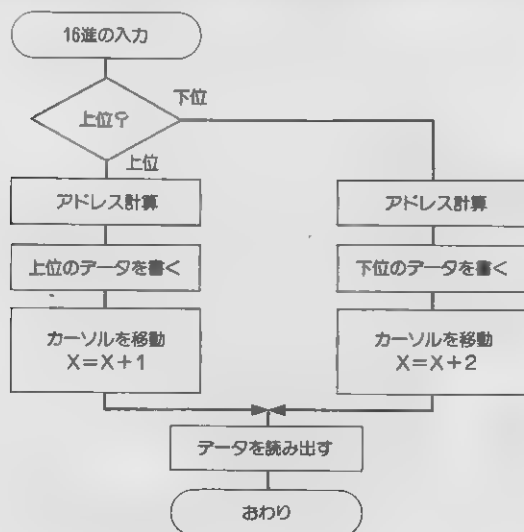 16進の入力
上位?
下位
上位
アドレス計算
アドレス計算
上位のデータを書く
下位のデータを書く
カーソルを移動
X=X+1
カーソルを移動
X=X+2
データを読み出す
おわり